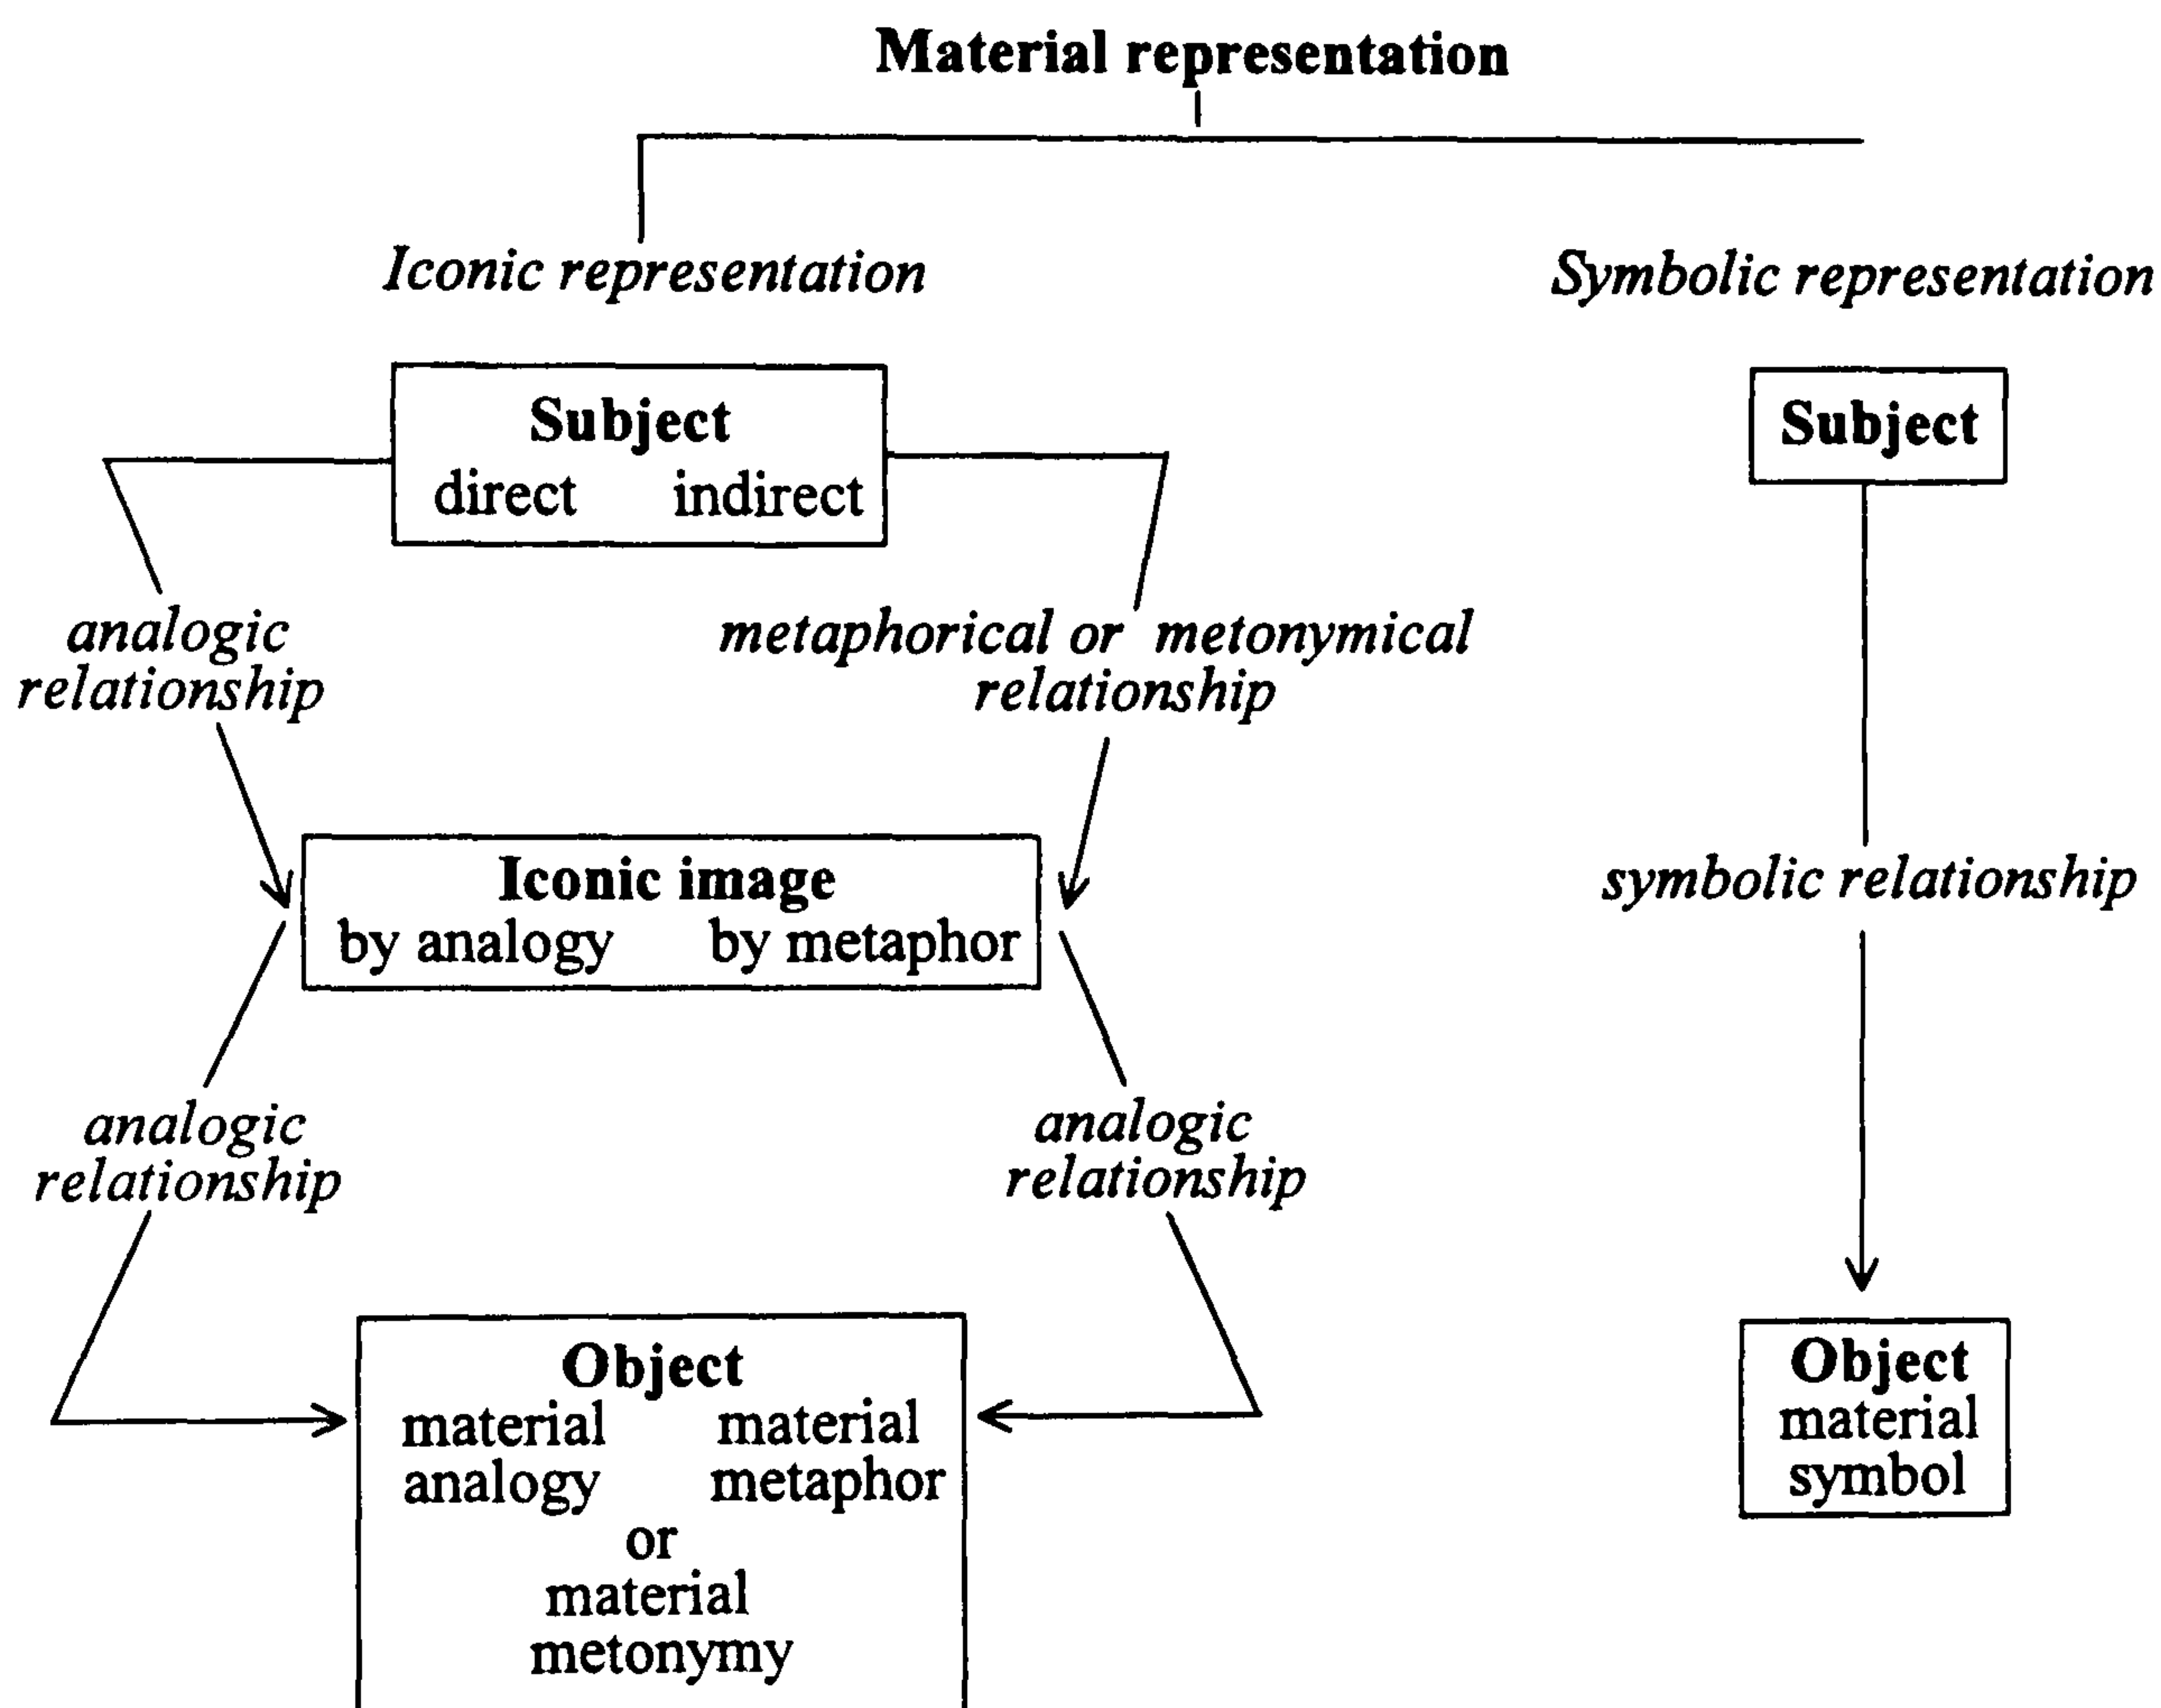 Material representation
Iconic representation
Symbolic representation
Subject
direct indirect
Subject
analogic
relationship
metaphorical or metonymical
relationship
Iconic image
by analogy by metaphor
symbolic relationship
analogic
relationship
analogic
relationship
Object
material material
analogy metaphor
or
material
metonymy
Object
material
symbol